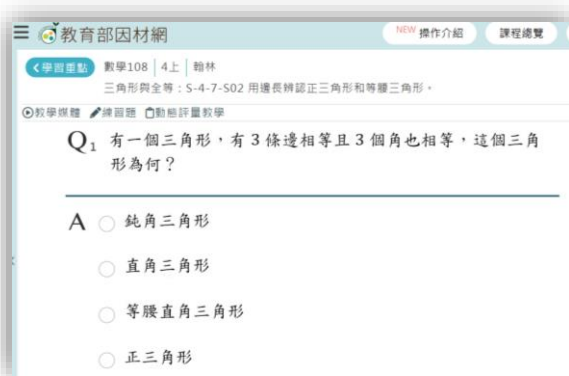 教育部因材網
NEW 操作介紹
課程總覽
學習重點
數學108 | 4上 | 翰林
三角形與全等：S-4-7-S02 用邊長辨認正三角形和等腰三角形。
教學媒體 練習題 動態評量教學
Q1 有一個三角形，有3條邊相等且3個角也相等，這個三角
形為何？
A
鈍角三角形
直角三角形
等腰直角三角形
正三角形